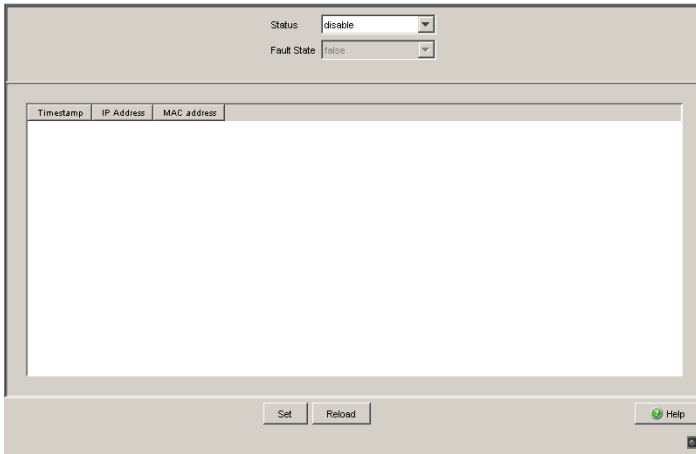 Status disable
Fault State false
Timestamp IP Address MAC address
Set Reload Help